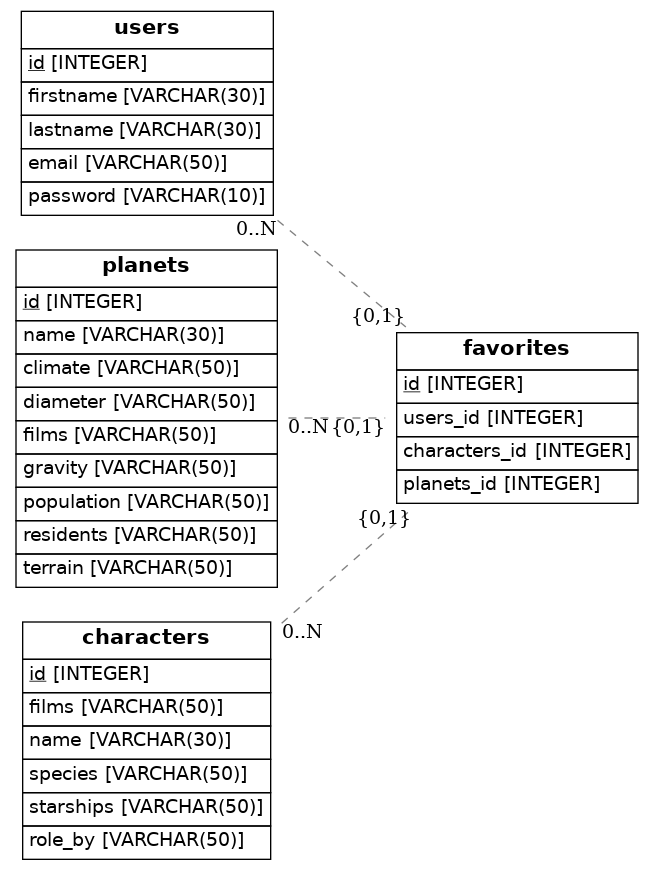 users
id [INTEGER]
firstname [VARCHAR(30)]
lastname [VARCHAR(30)]
email [VARCHAR(50)]
password [VARCHAR(10)]
0..N
{0,1}
planets
id [INTEGER]
name [VARCHAR(30)]
climate [VARCHAR(50)]
diameter [VARCHAR(50)]
films [VARCHAR(50)]
gravity [VARCHAR(50)]
population [VARCHAR(50)]
residents [VARCHAR(50)]
terrain [VARCHAR(50)]
0..N
{0,1}
favorites
id [INTEGER]
users_id [INTEGER]
characters_id [INTEGER]
planets_id [INTEGER]
{0,1}
0..N
characters
id [INTEGER]
films [VARCHAR(50)]
name [VARCHAR(30)]
species [VARCHAR(50)]
starships [VARCHAR(50)]
role_by [VARCHAR(50)]